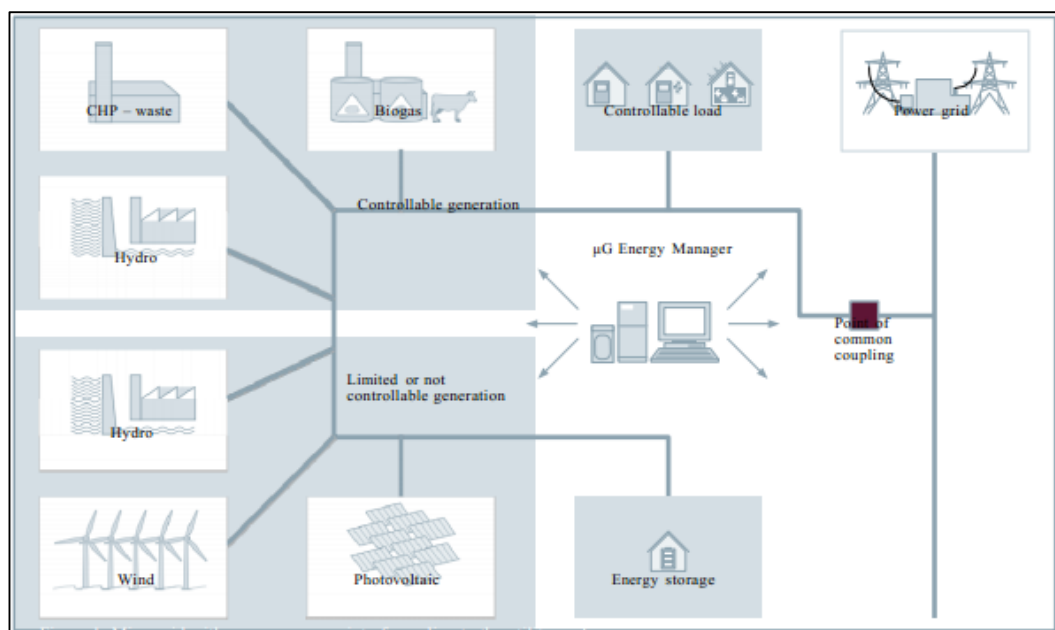 CHP – waste
Biogas
Controllable load
Power grid
Controllable generation
Hydro
μG Energy Manager
Point of
common
coupling
Hydro
Limited or not
controllable generation
Wind
Photovoltaic
Energy storage